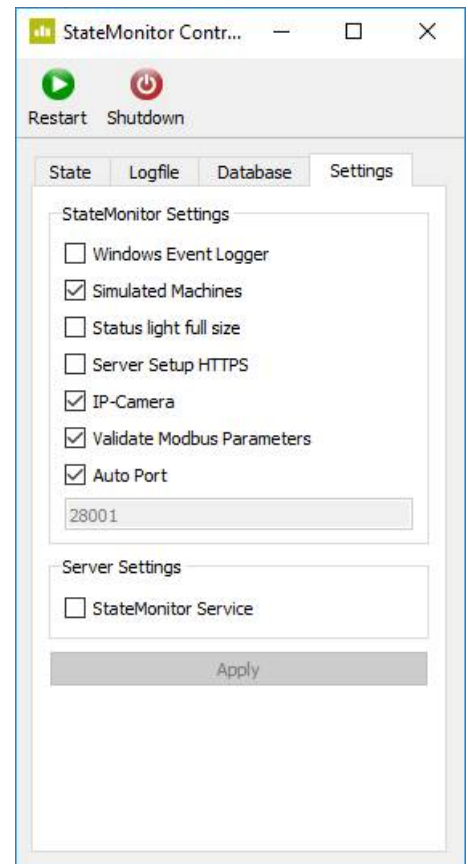 StateMonitor Contr...
Restart Shutdown
State Logfile Database Settings
StateMonitor Settings
Windows Event Logger
Simulated Machines
Status light full size
Server Setup HTTPS
IP-Camera
Validate Modbus Parameters
Auto Port
28001
Server Settings
StateMonitor Service
Apply